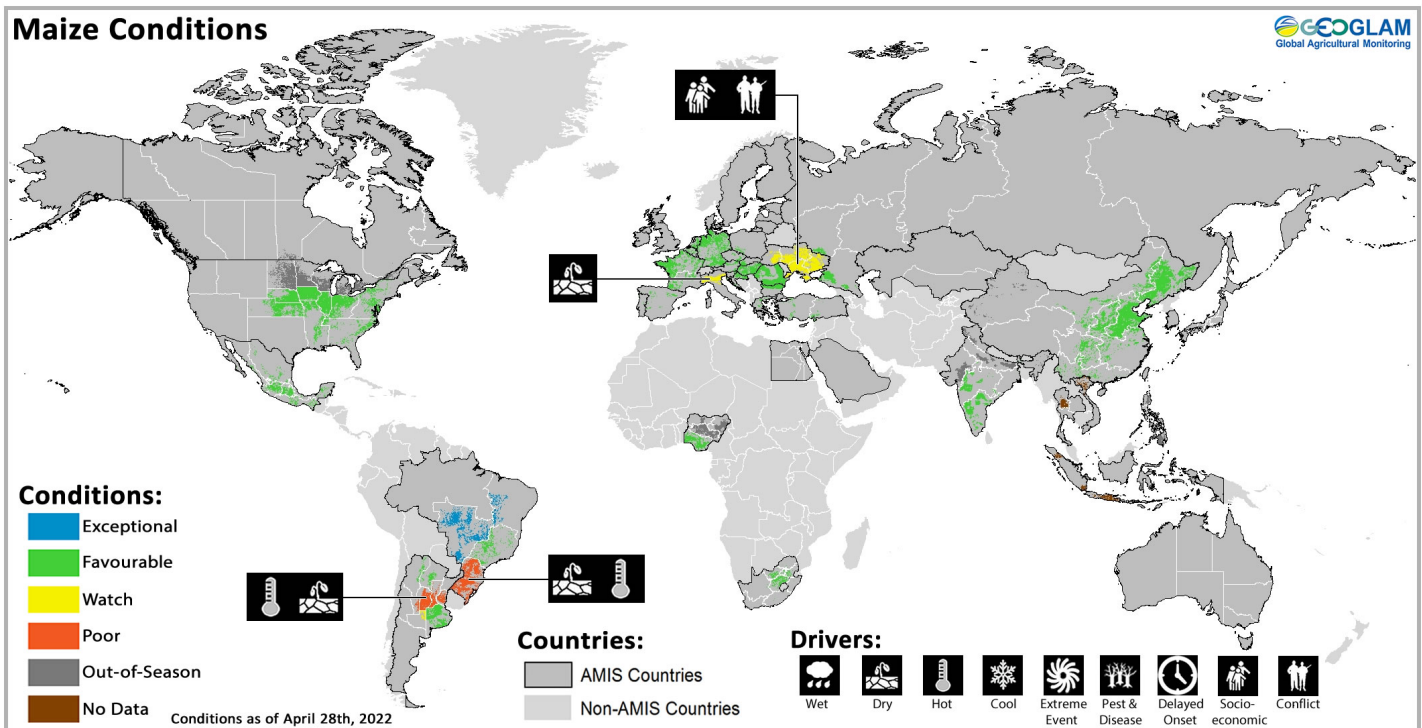 Maize Conditions
GEOGLAM
Global Agricultural Monitoring
Conditions:
Exceptional
Favourable
Watch
Poor
Out-of-Season
No Data
Conditions as of April 28th, 2022
Countries:
AMIS Countries
Non-AMIS Countries
Drivers:
Wet
Dry
Hot
Cool
Extreme
Event
Pest &
Disease
Delayed
Onset
Socio-
economic
Conflict